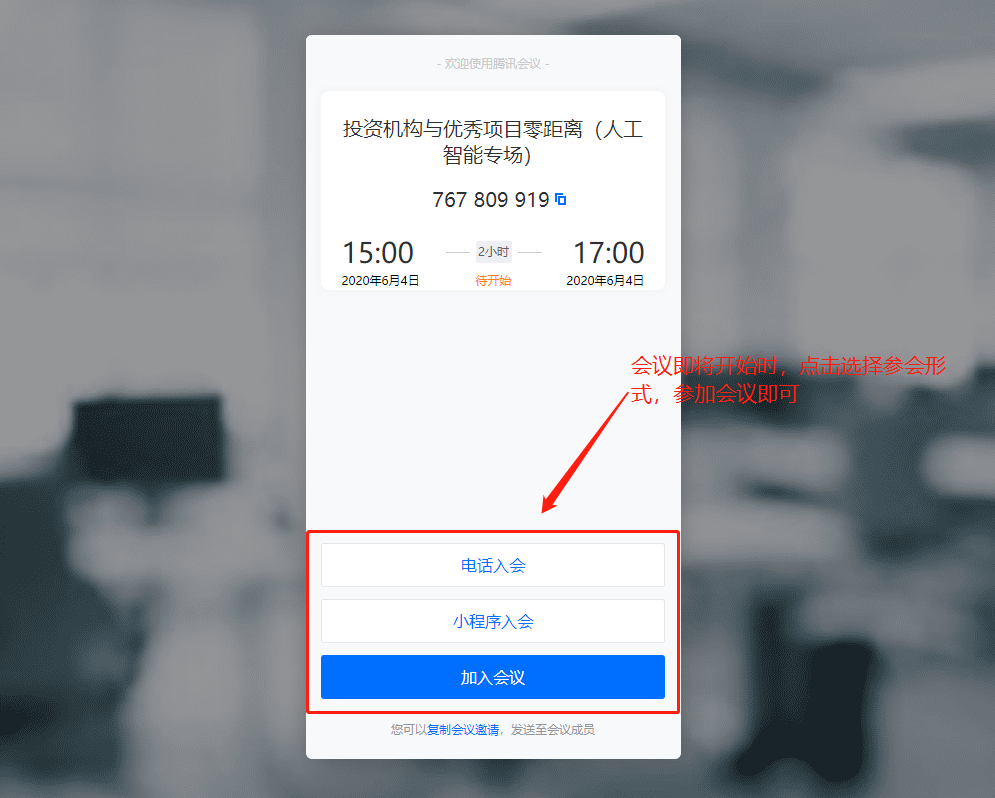 - 欢迎使用腾讯会议 -
投资机构与优秀项目零距离（人工
智能专场）
767 809 919
15:00 2小时 17:00
2020年6月4日 待开始 2020年6月4日
会议即将开始时，点击选择参会形
式，参加会议即可
电话入会
小程序入会
加入会议
您可以复制会议邀请，发送至会议成员